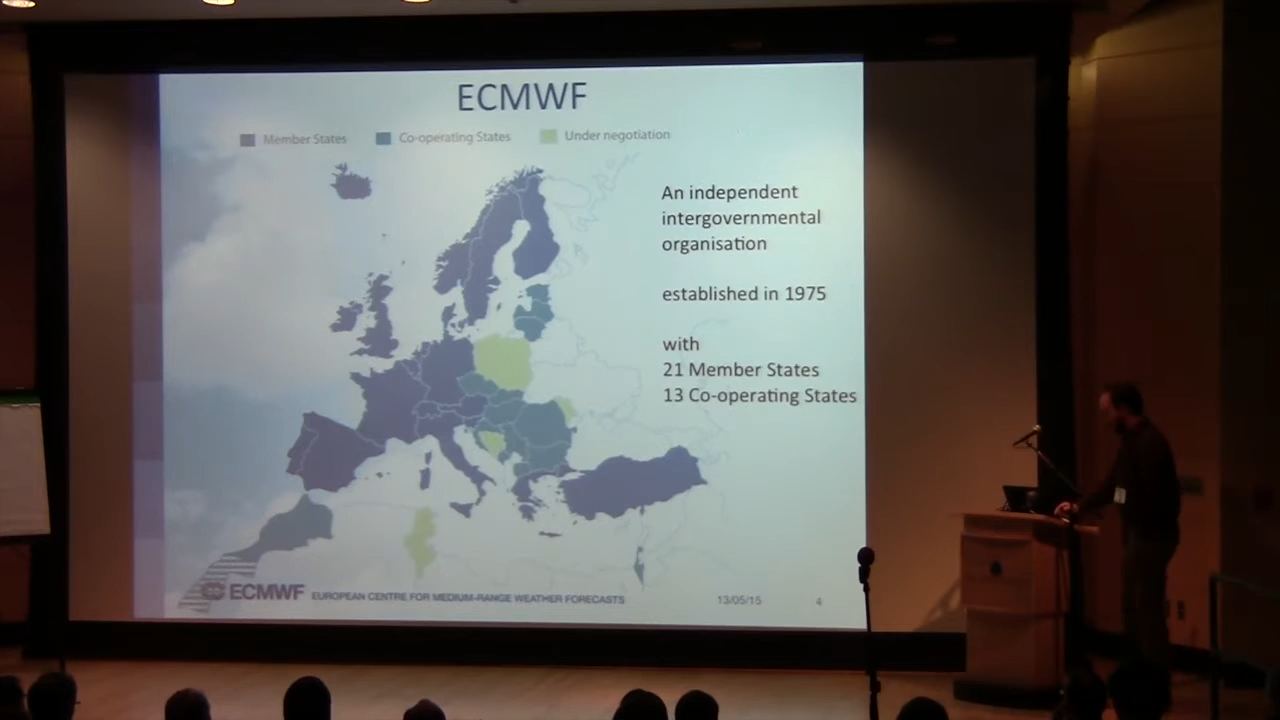 ECMWF
Member States
Co-operating States
Under negotiation
An independent
intergovernmental
organisation
established in 1975
with
21 Member States
13 Co-operating States
ECMWF EUROPEAN CENTRE FOR MEDIUM-RANGE WEATHER FORECASTS
13/05/15
4